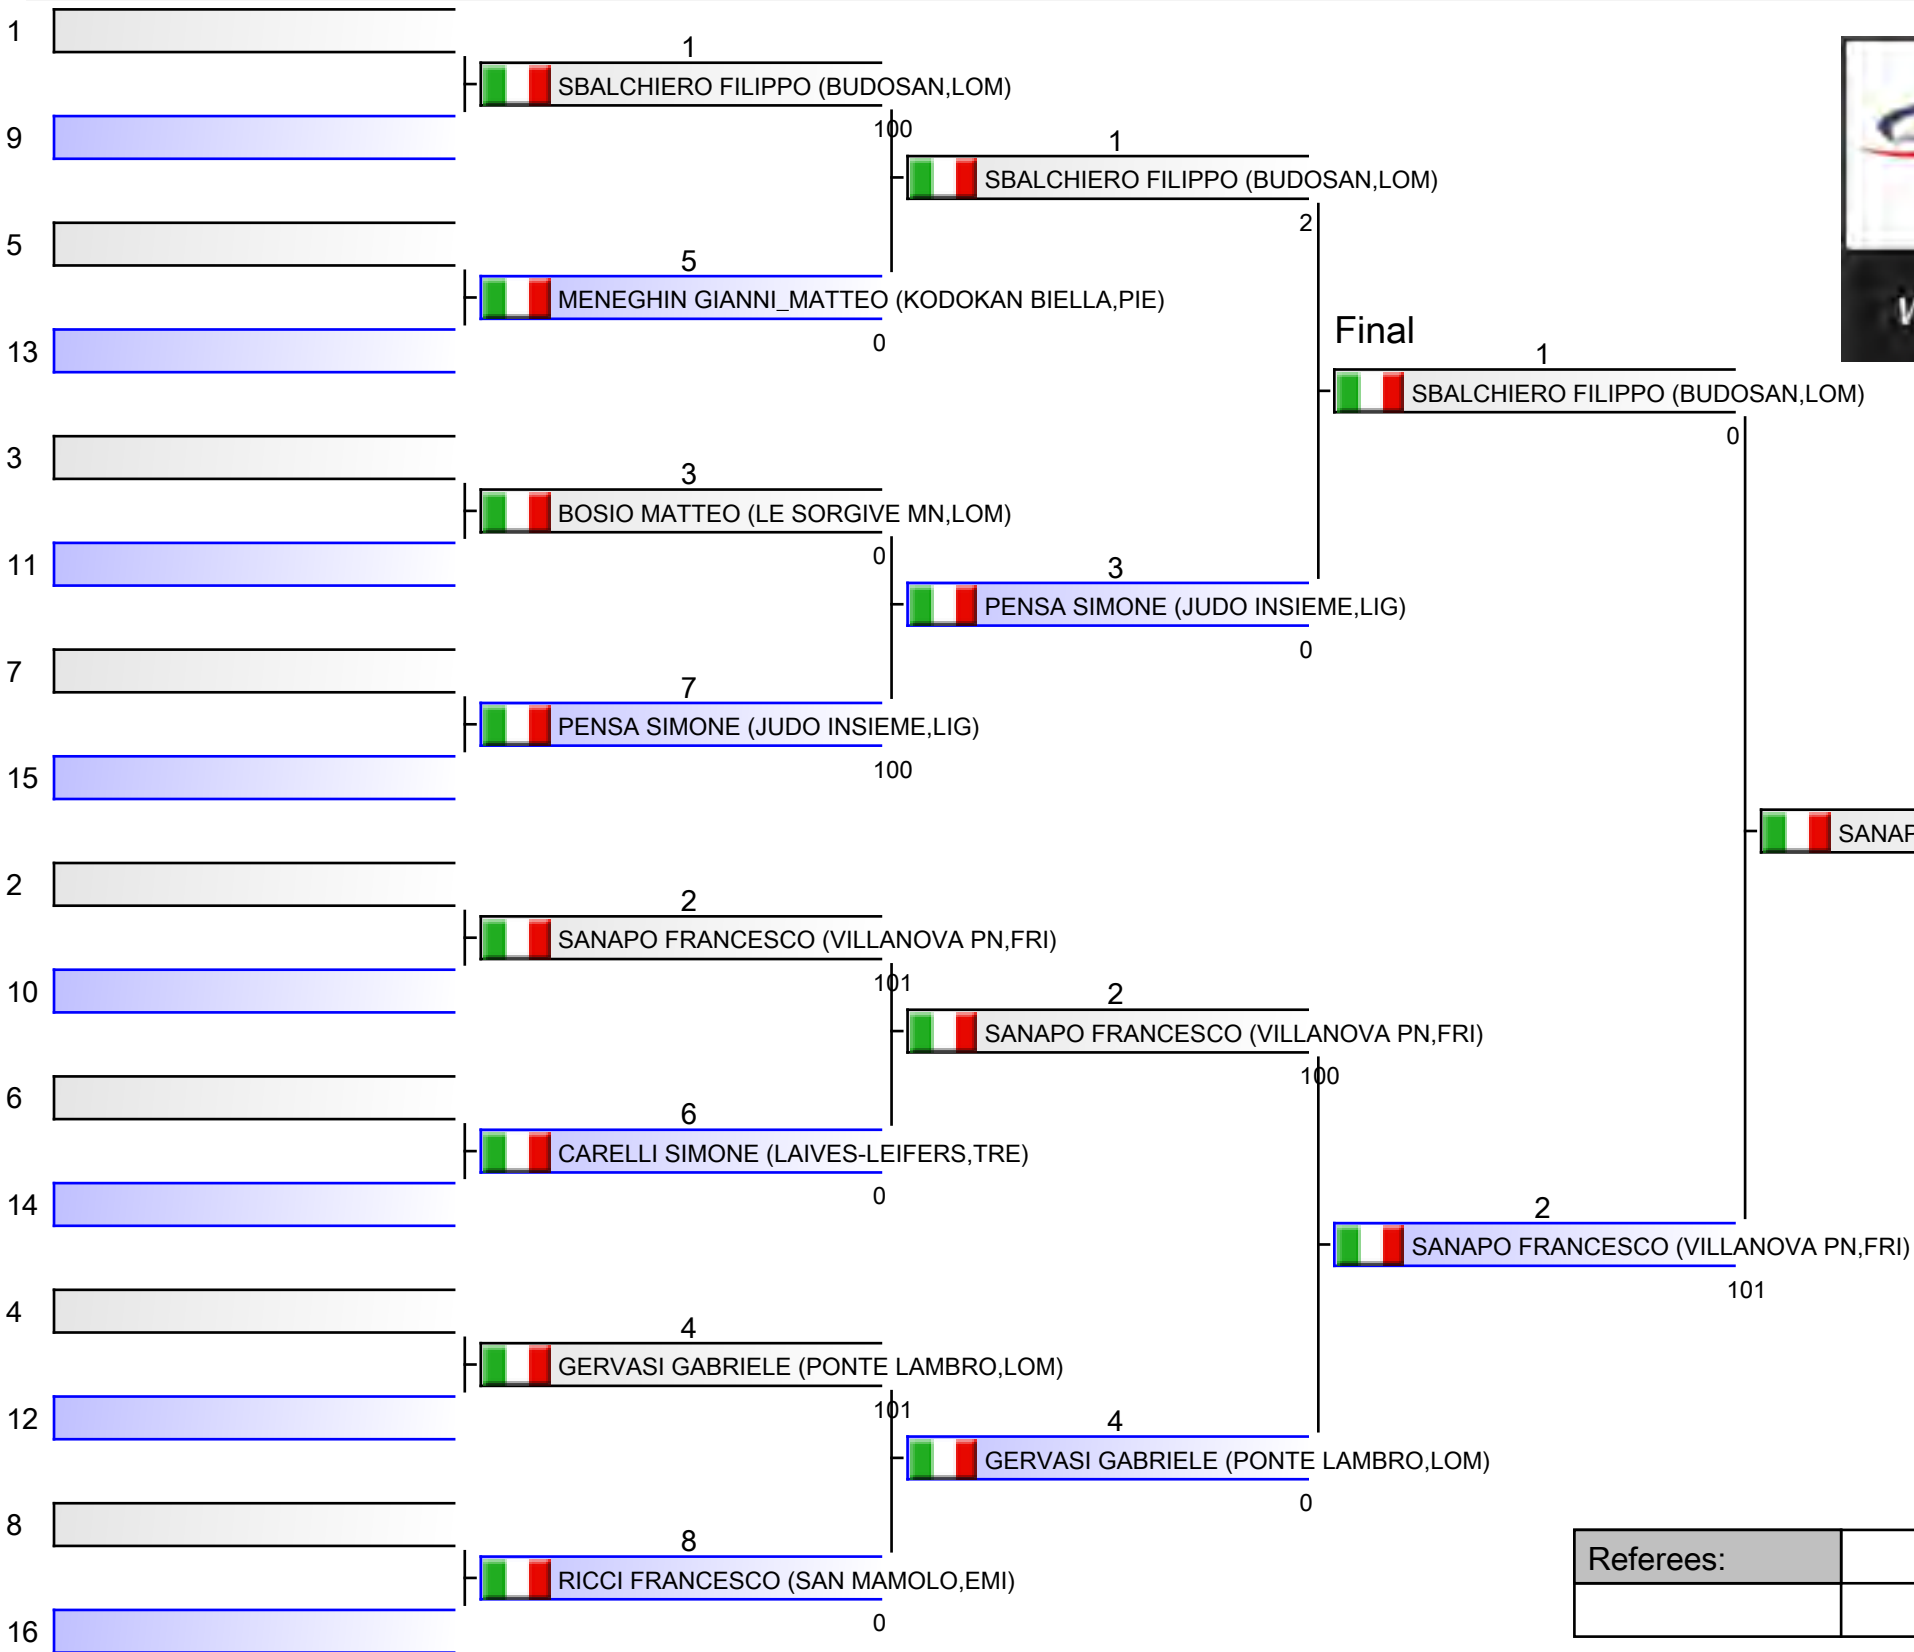 1
1
SBALCHIERO FILIPPO (BUDOSAN,LOM)
9
100
1
SBALCHIERO FILIPPO (BUDOSAN,LOM)
2
5
5
MENEGHIN GIANNI_MATTEO (KODOKAN BIELLA,PIE)
0
13
Final
1
SBALCHIERO FILIPPO (BUDOSAN,LOM)
0
3
3
BOSIO MATTEO (LE SORGIVE MN,LOM)
0
11
3
PENSA SIMONE (JUDO INSIEME,LIG)
0
7
7
PENSA SIMONE (JUDO INSIEME,LIG)
100
15
SANAP
2
2
SANAPO FRANCESCO (VILLANOVA PN,FRI)
101
10
2
SANAPO FRANCESCO (VILLANOVA PN,FRI)
100
6
6
CARELLI SIMONE (LAIVES-LEIFERS,TRE)
0
14
2
SANAPO FRANCESCO (VILLANOVA PN,FRI)
101
4
4
GERVASI GABRIELE (PONTE LAMBRO,LOM)
101
12
4
GERVASI GABRIELE (PONTE LAMBRO,LOM)
0
8
8
RICCI FRANCESCO (SAN MAMOLO,EMI)
0
16
Referees: